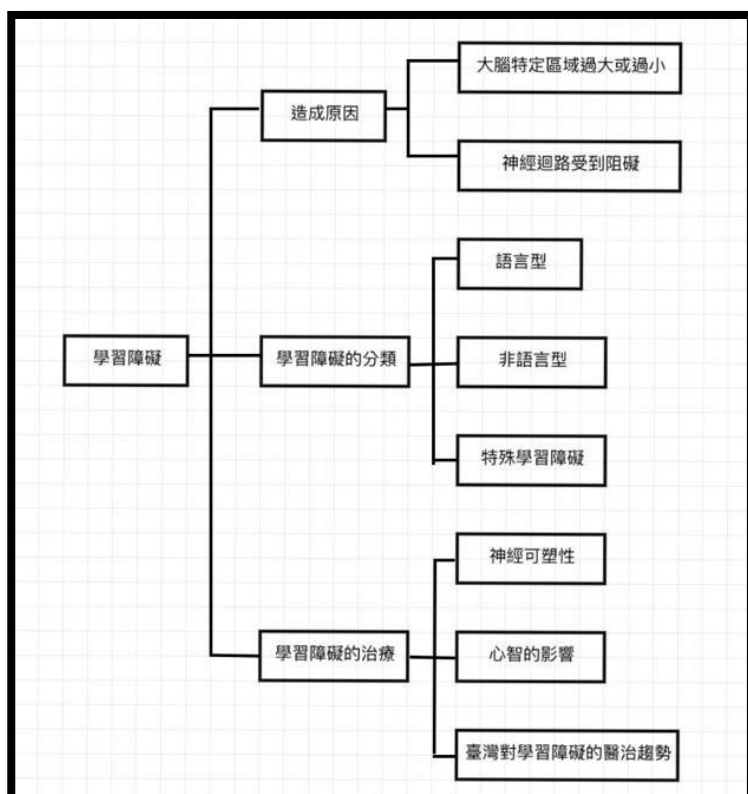 學習障礙
造成原因
大腦特定區域過大或過小
神經迴路受到阻礙
學習障礙的分類
語言型
非語言型
特殊學習障礙
學習障礙的治療
神經可塑性
心智的影響
臺灣對學習障礙的醫治趨勢